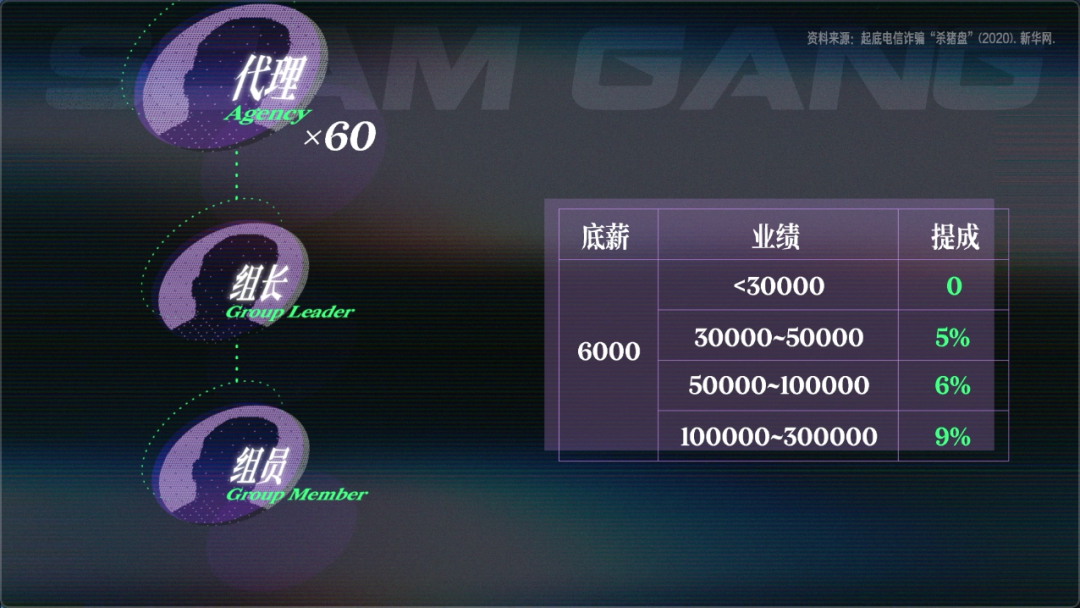 SCAM GANG
资料来源：起底电信诈骗“杀猪盘”(2020). 新华网.
代理
Agency
×60
组长
Group Leader
组员
Group Member
底薪 业绩 提成
<30000 0
30000~50000 5%
6000
50000~100000 6%
100000~300000 9%